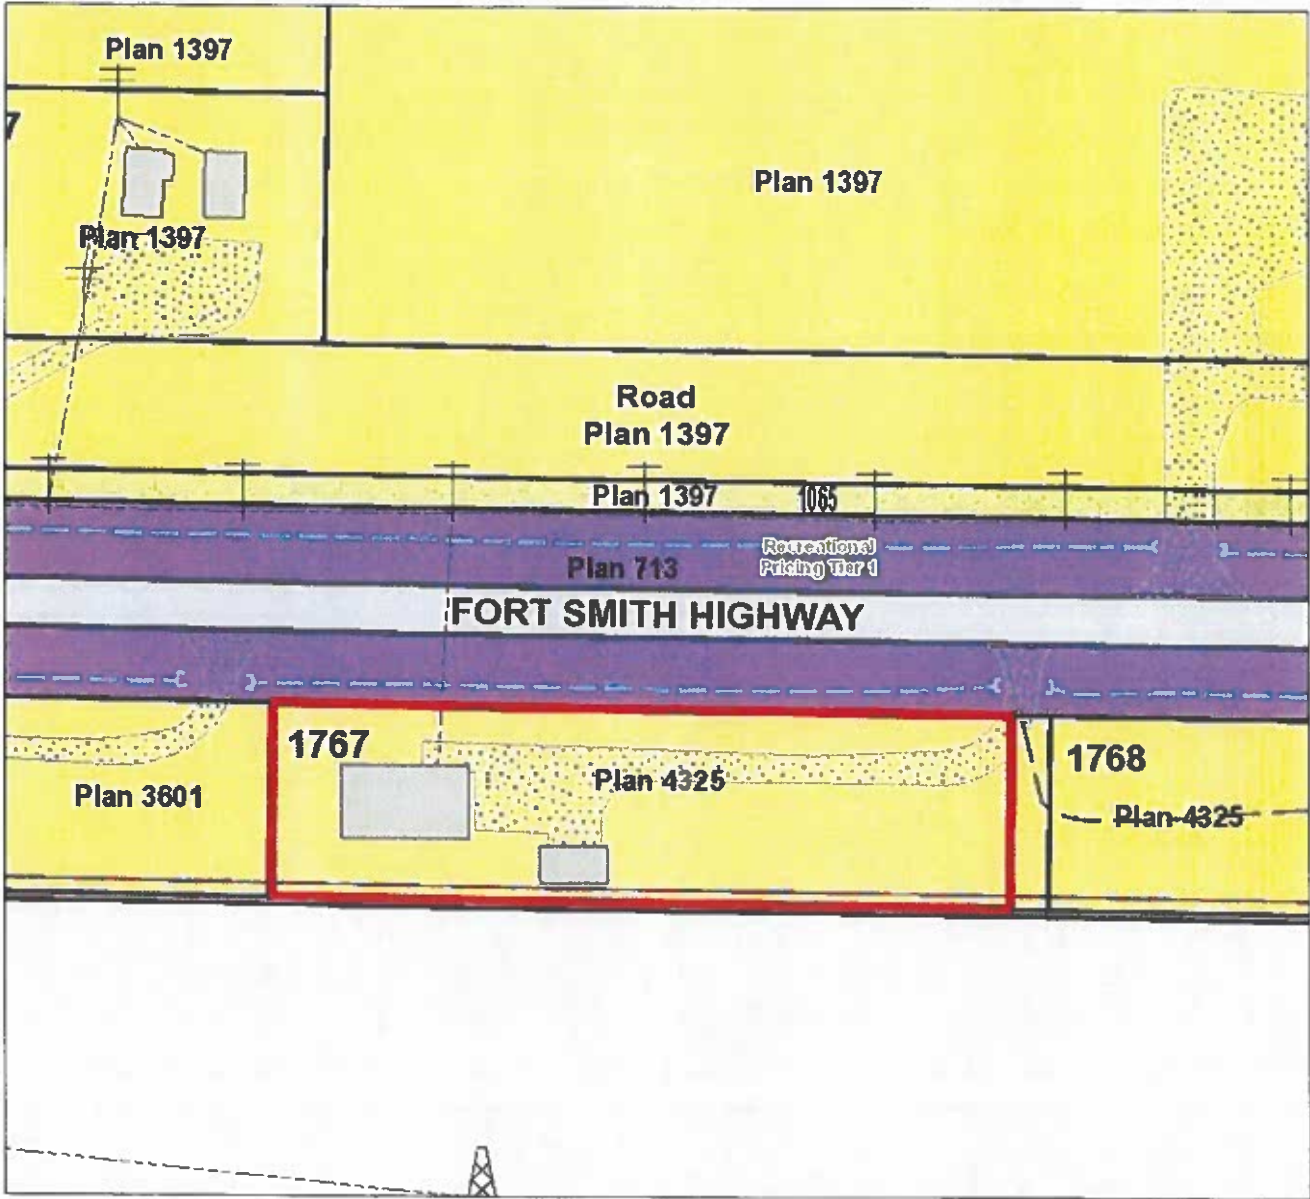 Plan 1397
7
Plan 1397
Plan 1397
Road
Plan 1397
Plan 1397
1065
Recreational
Pricing Tier 1
Plan 713
FORT SMITH HIGHWAY
1767
1768
Plan 4325
Plan 3601
Plan 4325